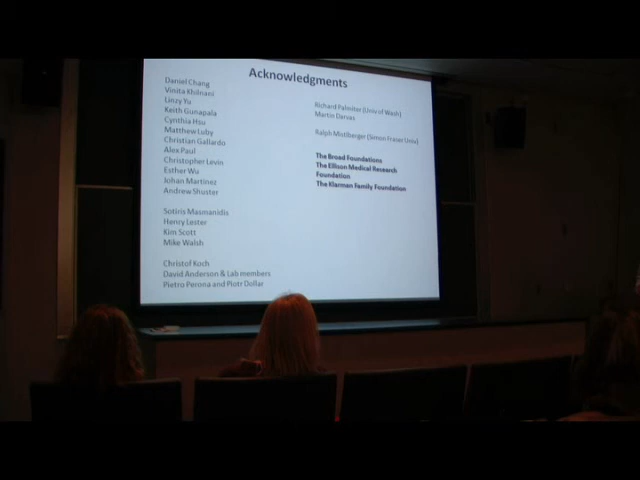 Acknowledgments
Daniel Chang
Vinita Khilnani
Linzy Yu
Keith Gunapala
Cynthia Hsu
Matthew Luby
Christian Gallardo
Alex Paul
Christopher Levin
Esther Wu
Johan Martinez
Andrew Shuster
Sotiris Masmanidis
Henry Lester
Kim Scott
Mike Walsh
Christof Koch
David Anderson & Lab members
Pietro Perona and Piotr Dollar
Richard Palmiter (Univ of Wash)
Martin Darvas
Ralph Mistlberger (Simon Fraser Univ)
The Broad Foundations
The Ellison Medical Research
Foundation
The Klarman Family Foundation